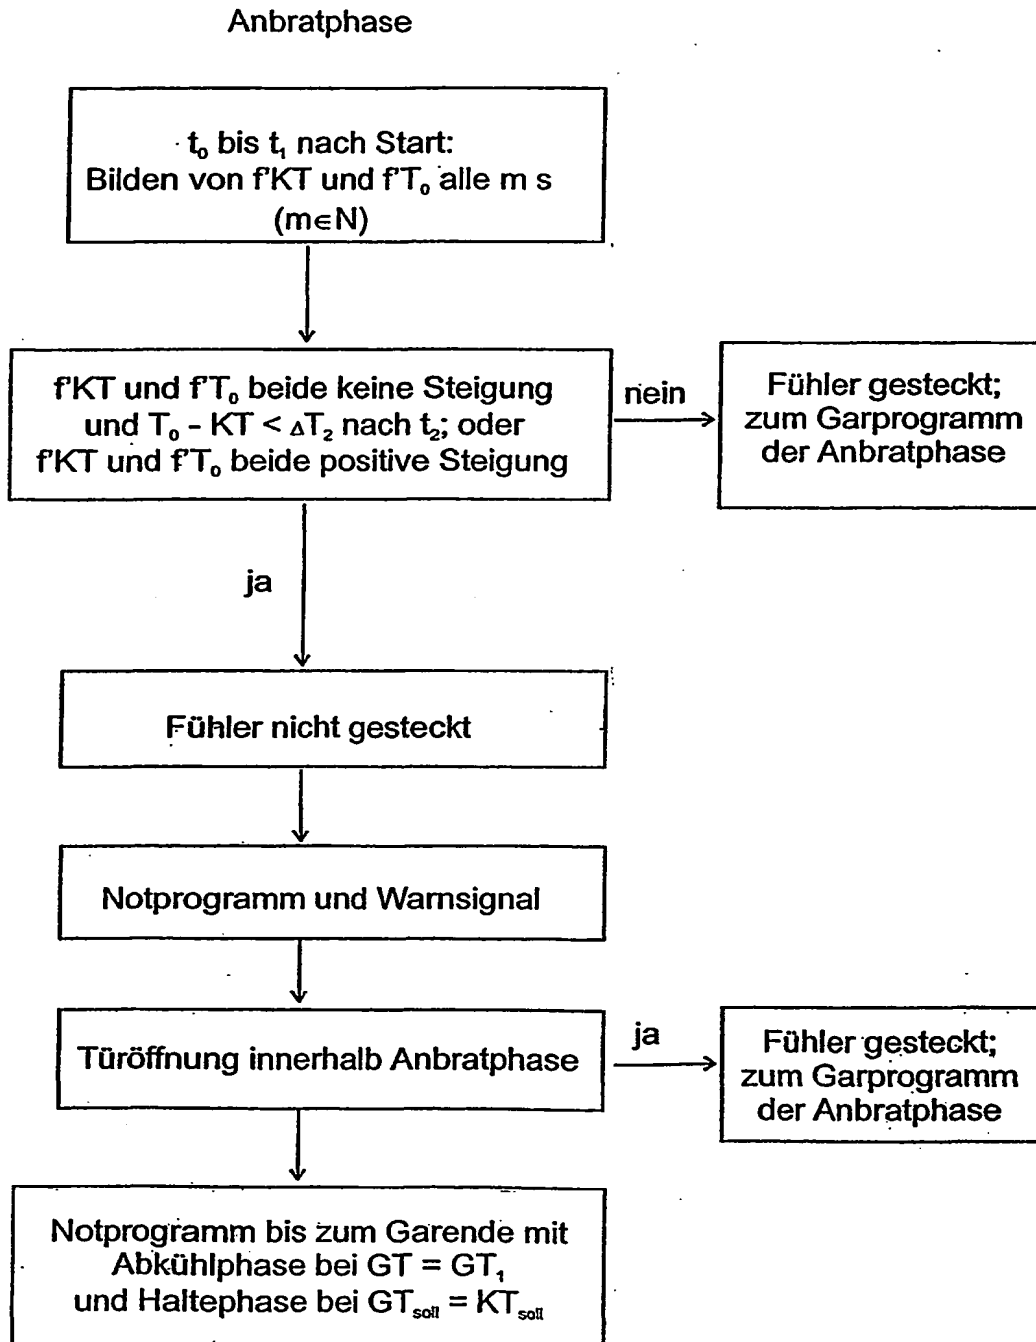 Anbratphase
t₀ bis t₁ nach Start:
Bilden von f'KT und f'T₀ alle m s
(m∈N)
f'KT und f'T₀ beide keine Steigung
und T₀ - KT < ΔT₂ nach t₂; oder
f'KT und f'T₀ beide positive Steigung
nein
Fühler gesteckt;
zum Garprogramm
der Anbratphase
ja
Fühler nicht gesteckt
Notprogramm und Warnsignal
Türöffnung innerhalb Anbratphase
ja
Fühler gesteckt;
zum Garprogramm
der Anbratphase
Notprogramm bis zum Garende mit
Abkühlphase bei GT = GT₁
und Haltephase bei GTsoll = KTsoll